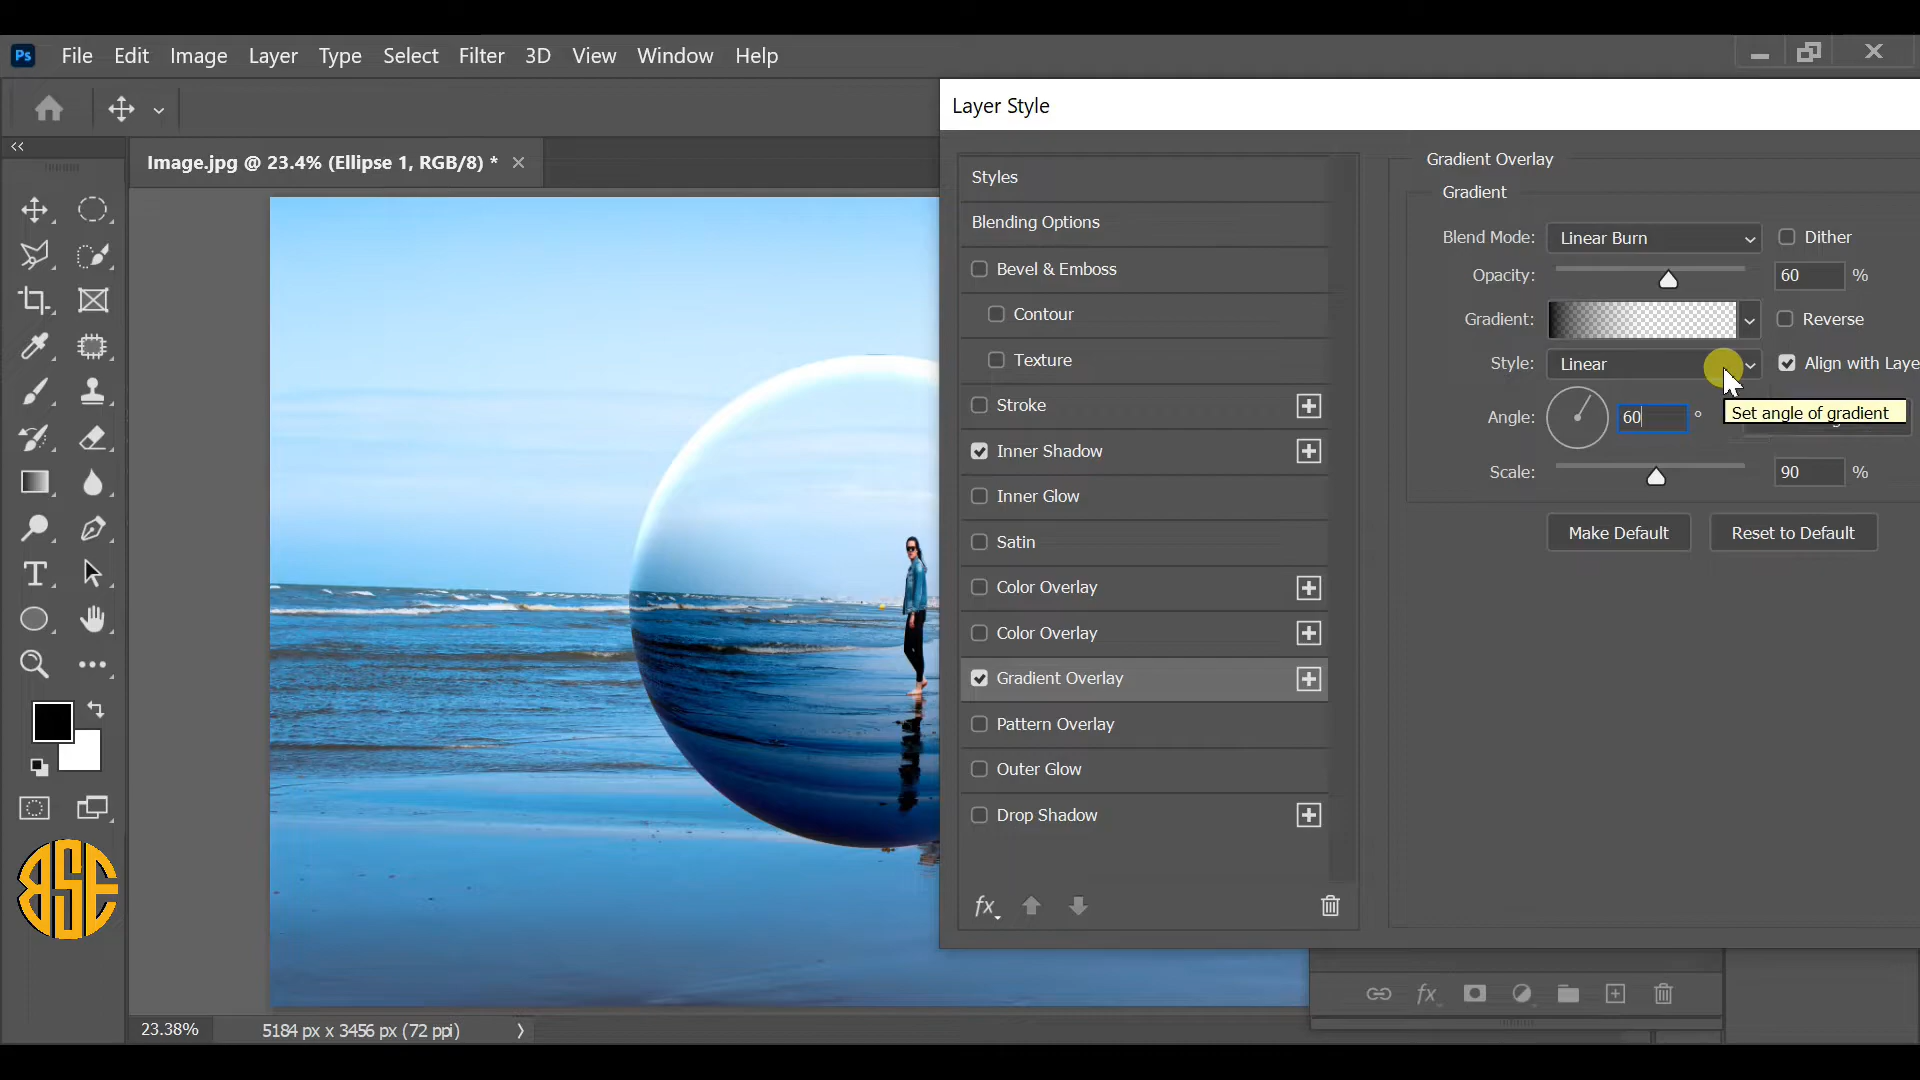 Ps File Edit Image Layer Type Select Filter 3D View Window Help
Layer Style
Image.jpg @ 23.4% (Ellipse 1, RGB/8) *
Styles
Blending Options
Bevel & Emboss
Contour
Texture
Stroke
Inner Shadow
Inner Glow
Satin
Color Overlay
Color Overlay
Gradient Overlay
Pattern Overlay
Outer Glow
Drop Shadow
fx
Gradient Overlay
Gradient
Blend Mode: Linear Burn Dither
Opacity: 60 %
Gradient: Reverse
Style: Linear Align with Laye
Angle: 60 °
Set angle of gradient
Scale: 90 %
Make Default Reset to Default
T
BSE
fx
23.38% 5184 px x 3456 px (72 ppi)